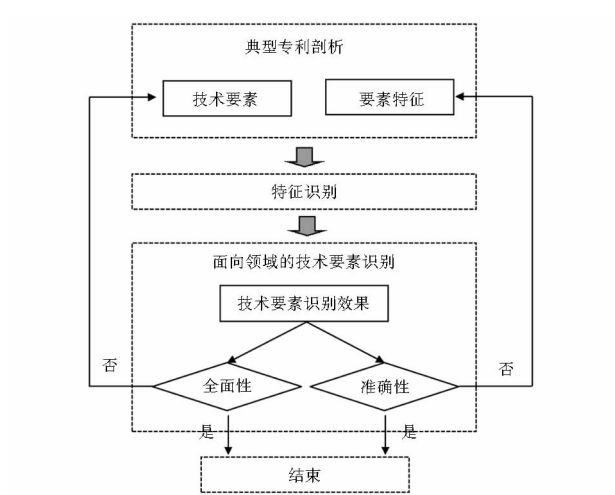 典型专利剖析
技术要素
要素特征
特征识别
面向领域的技术要素识别
技术要素识别效果
否
全面性
准确性
否
是
是
结束